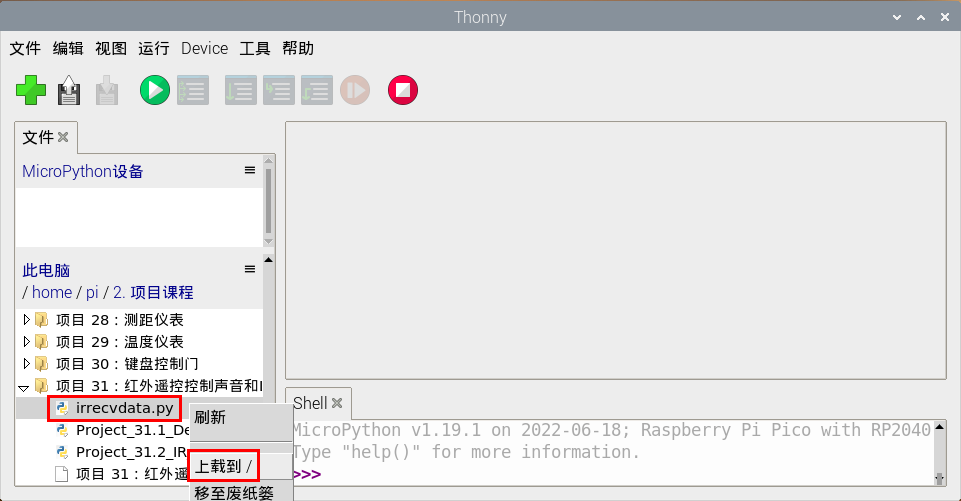 Thonny
文件 编辑 视图 运行 Device 工具 帮助
文件
MicroPython设备
此电脑
/ home / pi / 2. 项目课程
项目 28：测距仪表
项目 29：温度仪表
项目 30：键盘控制门
项目 31：红外遥控控制声音和
irrecvdata.py
Project_31.1_De
Project_31.2_IR
项目 31：红外遥
刷新
上载到 /
移至废纸篓
Shell
MicroPython v1.19.1 on 2022-06-18; Raspberry Pi Pico with RP2040
Type "help()" for more information.
>>>